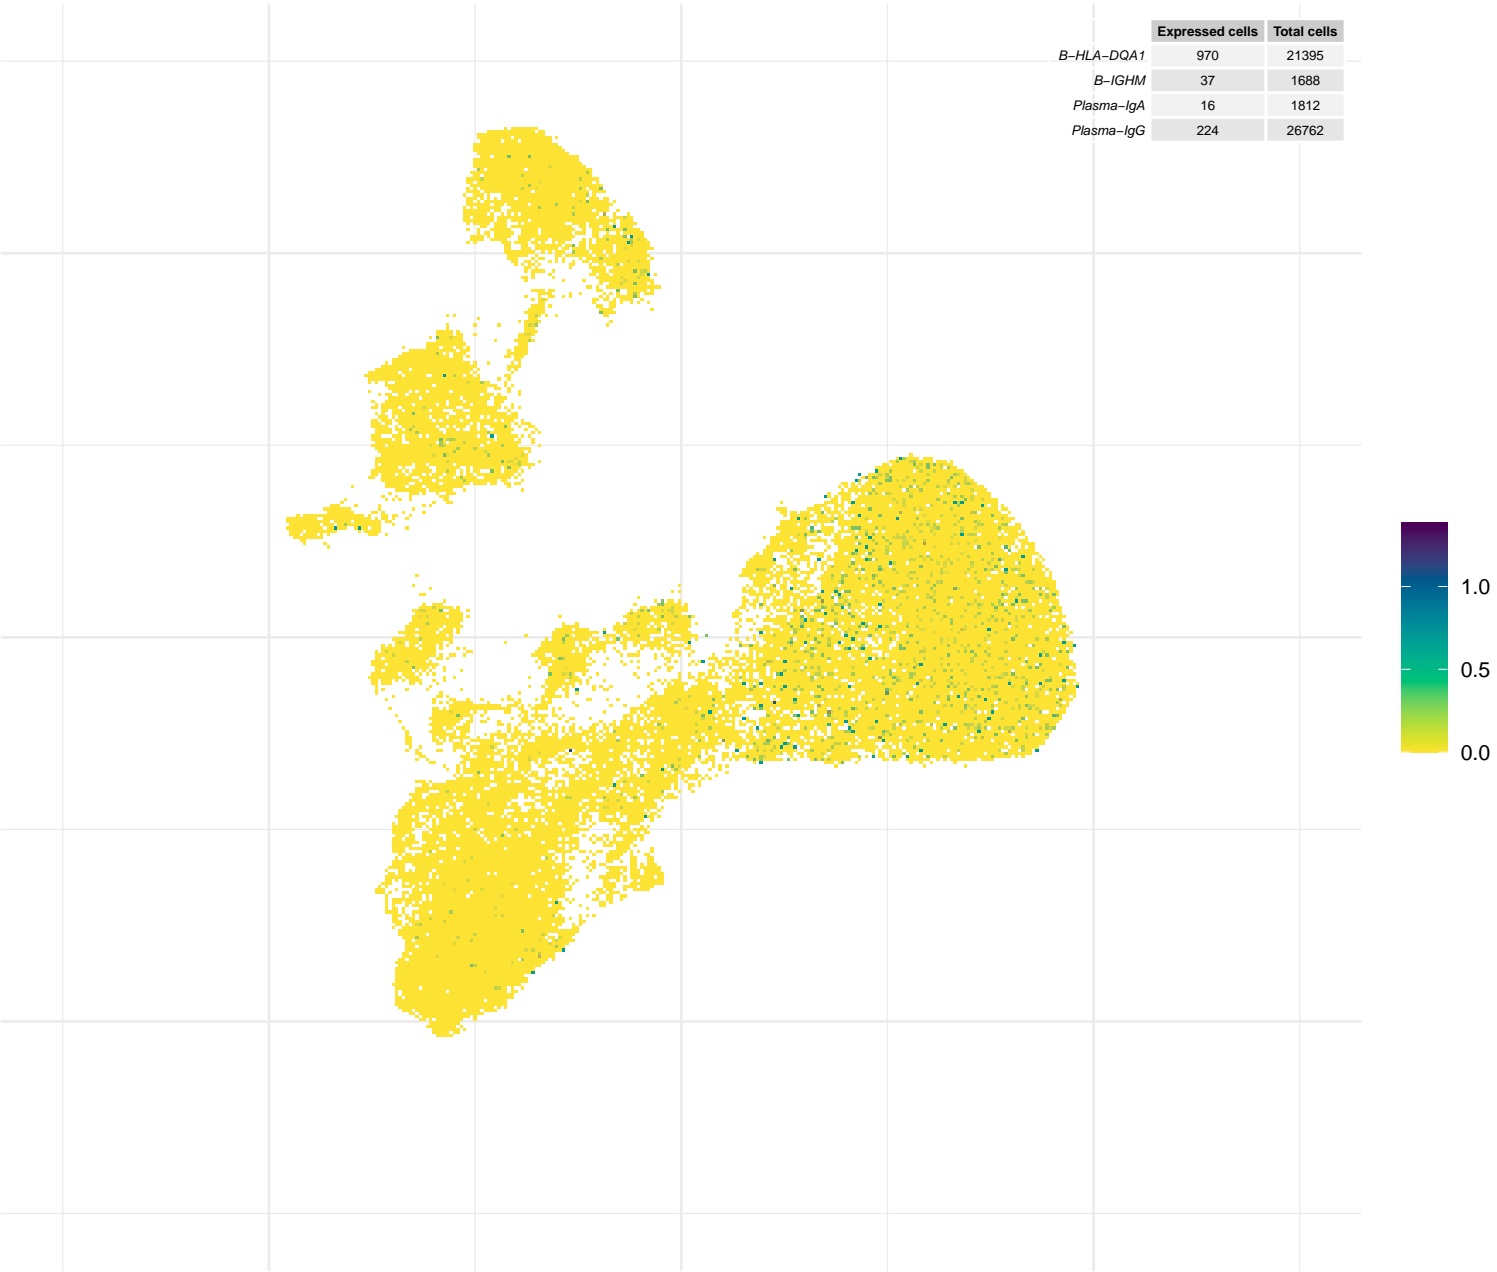 Expressed cells Total cells
B−HLA−DQA1 970 21395
B−IGHM 37 1688
Plasma−IgA 16 1812
Plasma−IgG 224 26762
1.0
0.5
0.0